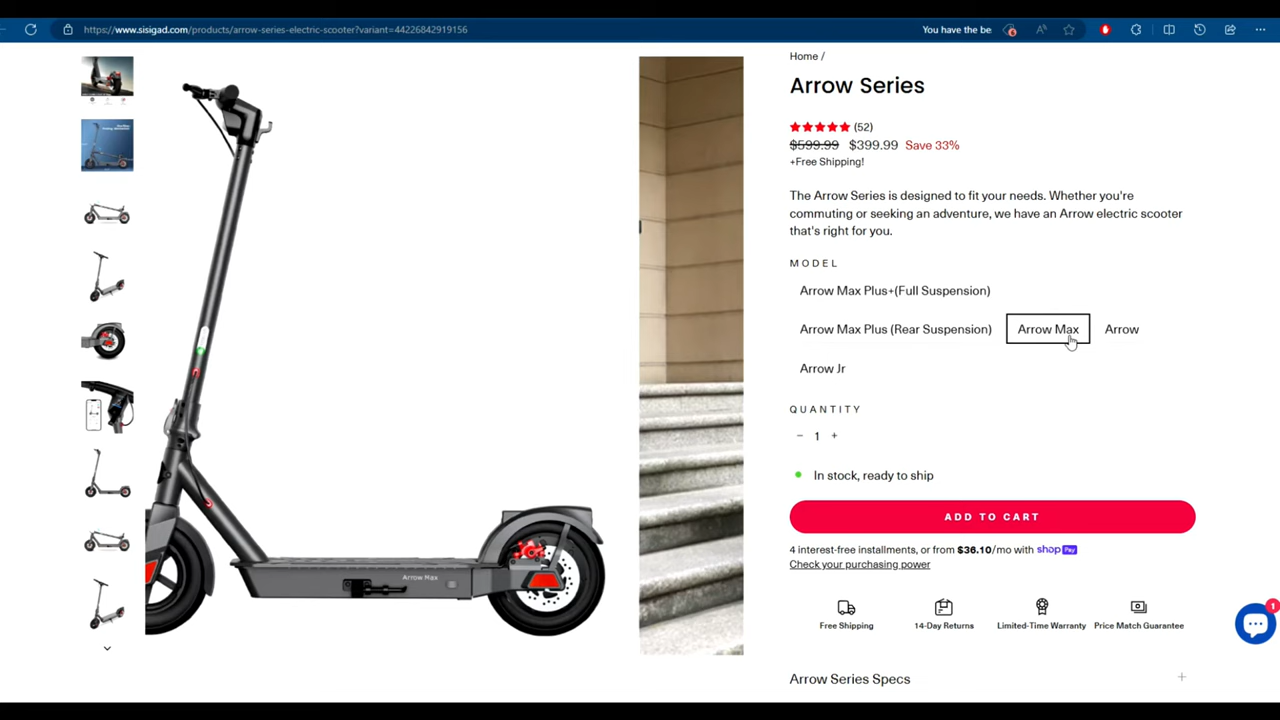 https://www.sisigad.com/products/arrow-series-electric-scooter?variant=44226842919156
You have the be
Home /
Arrow Series
(52)
$599.99 $399.99 Save 33%
+Free Shipping!
The Arrow Series is designed to fit your needs. Whether you're
commuting or seeking an adventure, we have an Arrow electric scooter
that's right for you.
MODEL
Arrow Max Plus+(Full Suspension)
Arrow Max Plus (Rear Suspension) Arrow Max Arrow
Arrow Jr
QUANTITY
− 1 +
In stock, ready to ship
ADD TO CART
4 interest-free installments, or from $36.10/mo with shop Pay
Check your purchasing power
Free Shipping 14-Day Returns Limited-Time Warranty Price Match Guarantee
1
Arrow Series Specs +
Arrow Max